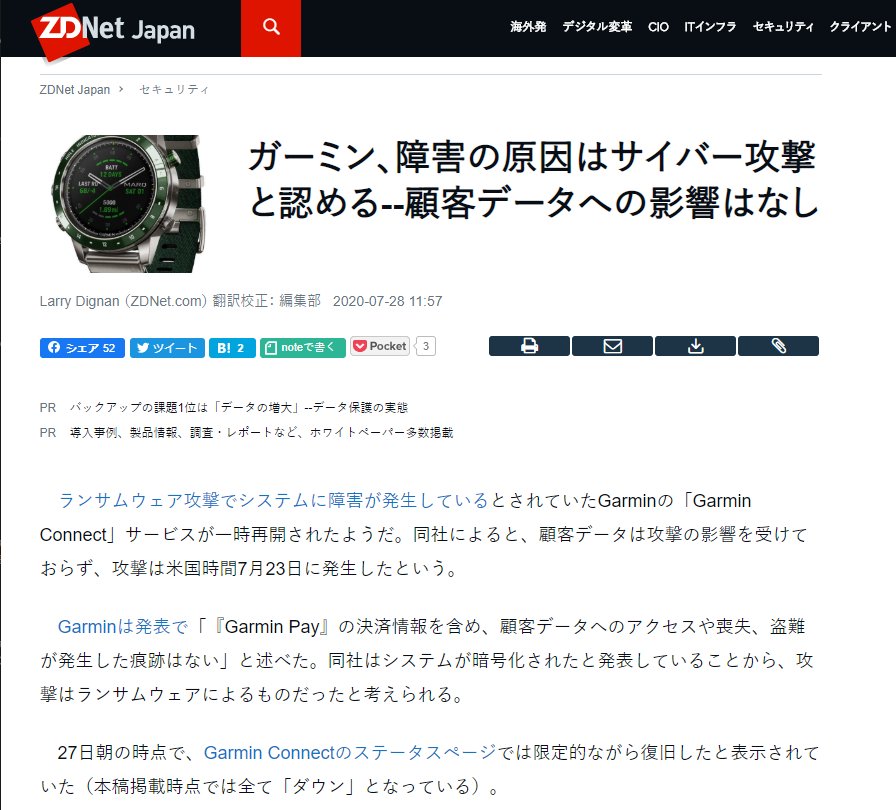 ZDNet Japan
海外発 デジタル変革 CIO ITインフラ セキュリティ クライアント
ZDNet Japan > セキュリティ
ガーミン、障害の原因はサイバー攻撃
と認める--顧客データへの影響はなし
Larry Dignan (ZDNet.com) 翻訳校正: 編集部 2020-07-28 11:57
シェア 52 ツイート B! 2 noteで書く Pocket 3
PR バックアップの課題1位は「データの増大」--データ保護の実態
PR 導入事例、製品情報、調査・レポートなど、ホワイトペーパー多数掲載
ランサムウェア攻撃でシステムに障害が発生しているとされていたGarminの「Garmin
Connect」サービスが一時再開されたようだ。同社によると、顧客データは攻撃の影響を受けて
おらず、攻撃は米国時間7月23日に発生したという。
Garminは発表で「『Garmin Pay』の決済情報を含め、顧客データへのアクセスや喪失、盗難
が発生した痕跡はない」と述べた。同社はシステムが暗号化されたと発表していることから、攻
撃はランサムウェアによるものだったと考えられる。
27日朝の時点で、Garmin Connectのステータスページでは限定的ながら復旧したと表示されて
いた（本稿掲載時点では全て「ダウン」となっている）。